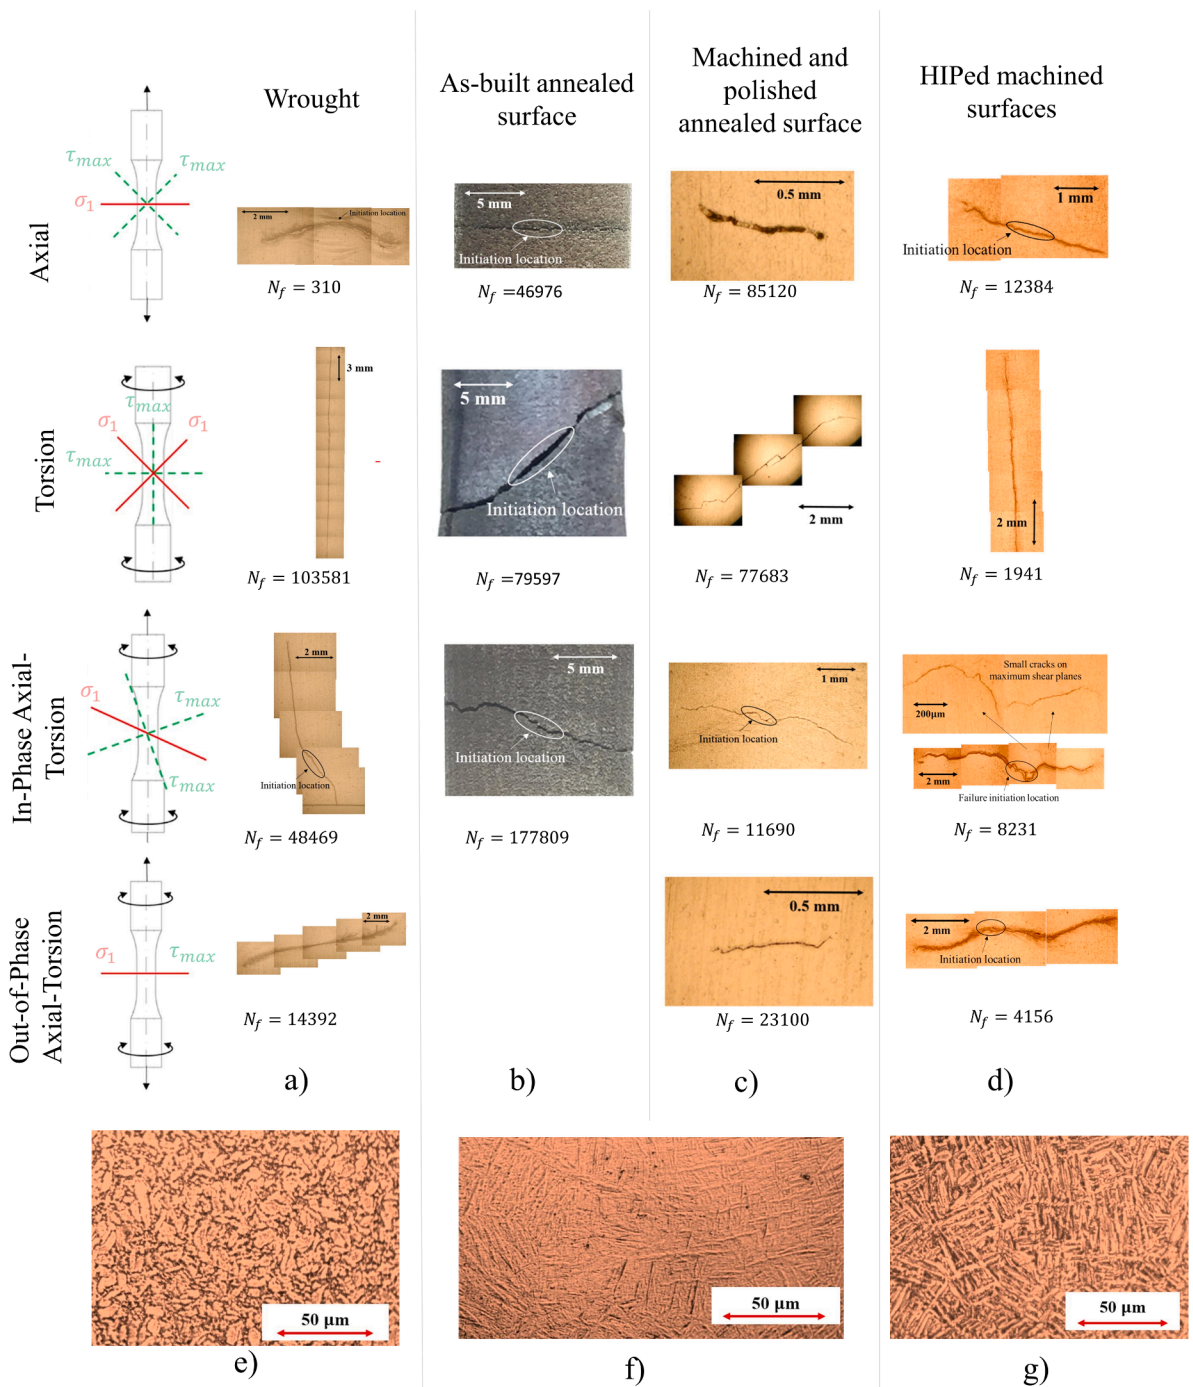 Wrought
As-built annealed
surface
Machined and
polished
annealed surface
HIPed machined
surfaces
Axial
τmax
τmax
σ1
2 mm
Initiation location
Nf = 310
5 mm
Initiation location
Nf =46976
0.5 mm
Nf = 85120
1 mm
Initiation location
Nf = 12384
Torsion
τmax
σ1
σ1
τmax
3 mm
Nf = 103581
5 mm
Initiation location
Nf =79597
2 mm
Nf = 77683
2 mm
Nf = 1941
In-Phase Axial-
Torsion
σ1
τmax
τmax
2 mm
Initiation location
Nf = 48469
5 mm
Initiation location
Nf = 177809
1 mm
Initiation location
Nf = 11690
Small cracks on
maximum shear planes
200µm
2 mm
Failure initiation location
Nf = 8231
Out-of-Phase
Axial-Torsion
σ1
τmax
2 mm
Nf = 14392
0.5 mm
Nf = 23100
2 mm
Initiation location
Nf = 4156
a)
b)
c)
d)
50 µm
50 µm
50 µm
e)
f)
g)